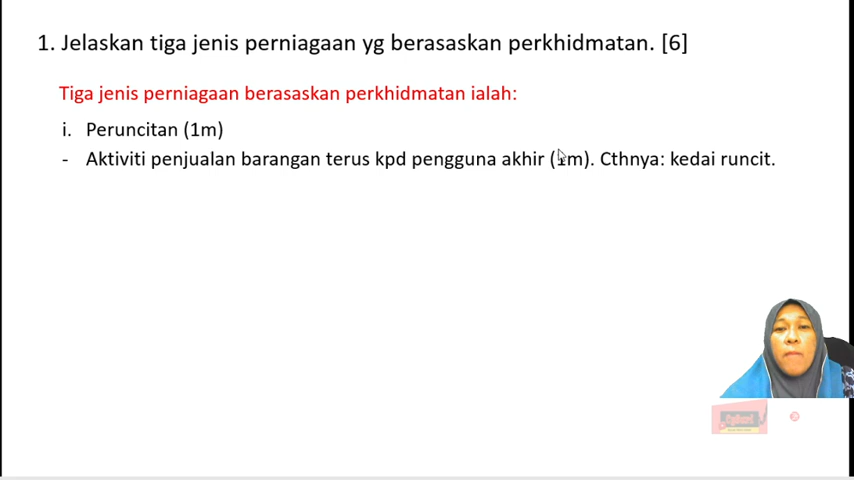 1. Jelaskan tiga jenis perniagaan yg berasaskan perkhidmatan. [6]
Tiga jenis perniagaan berasaskan perkhidmatan ialah:
i. Peruncitan (1m)
- Aktiviti penjualan barangan terus kpd pengguna akhir (1m). Cthnya: kedai runcit.